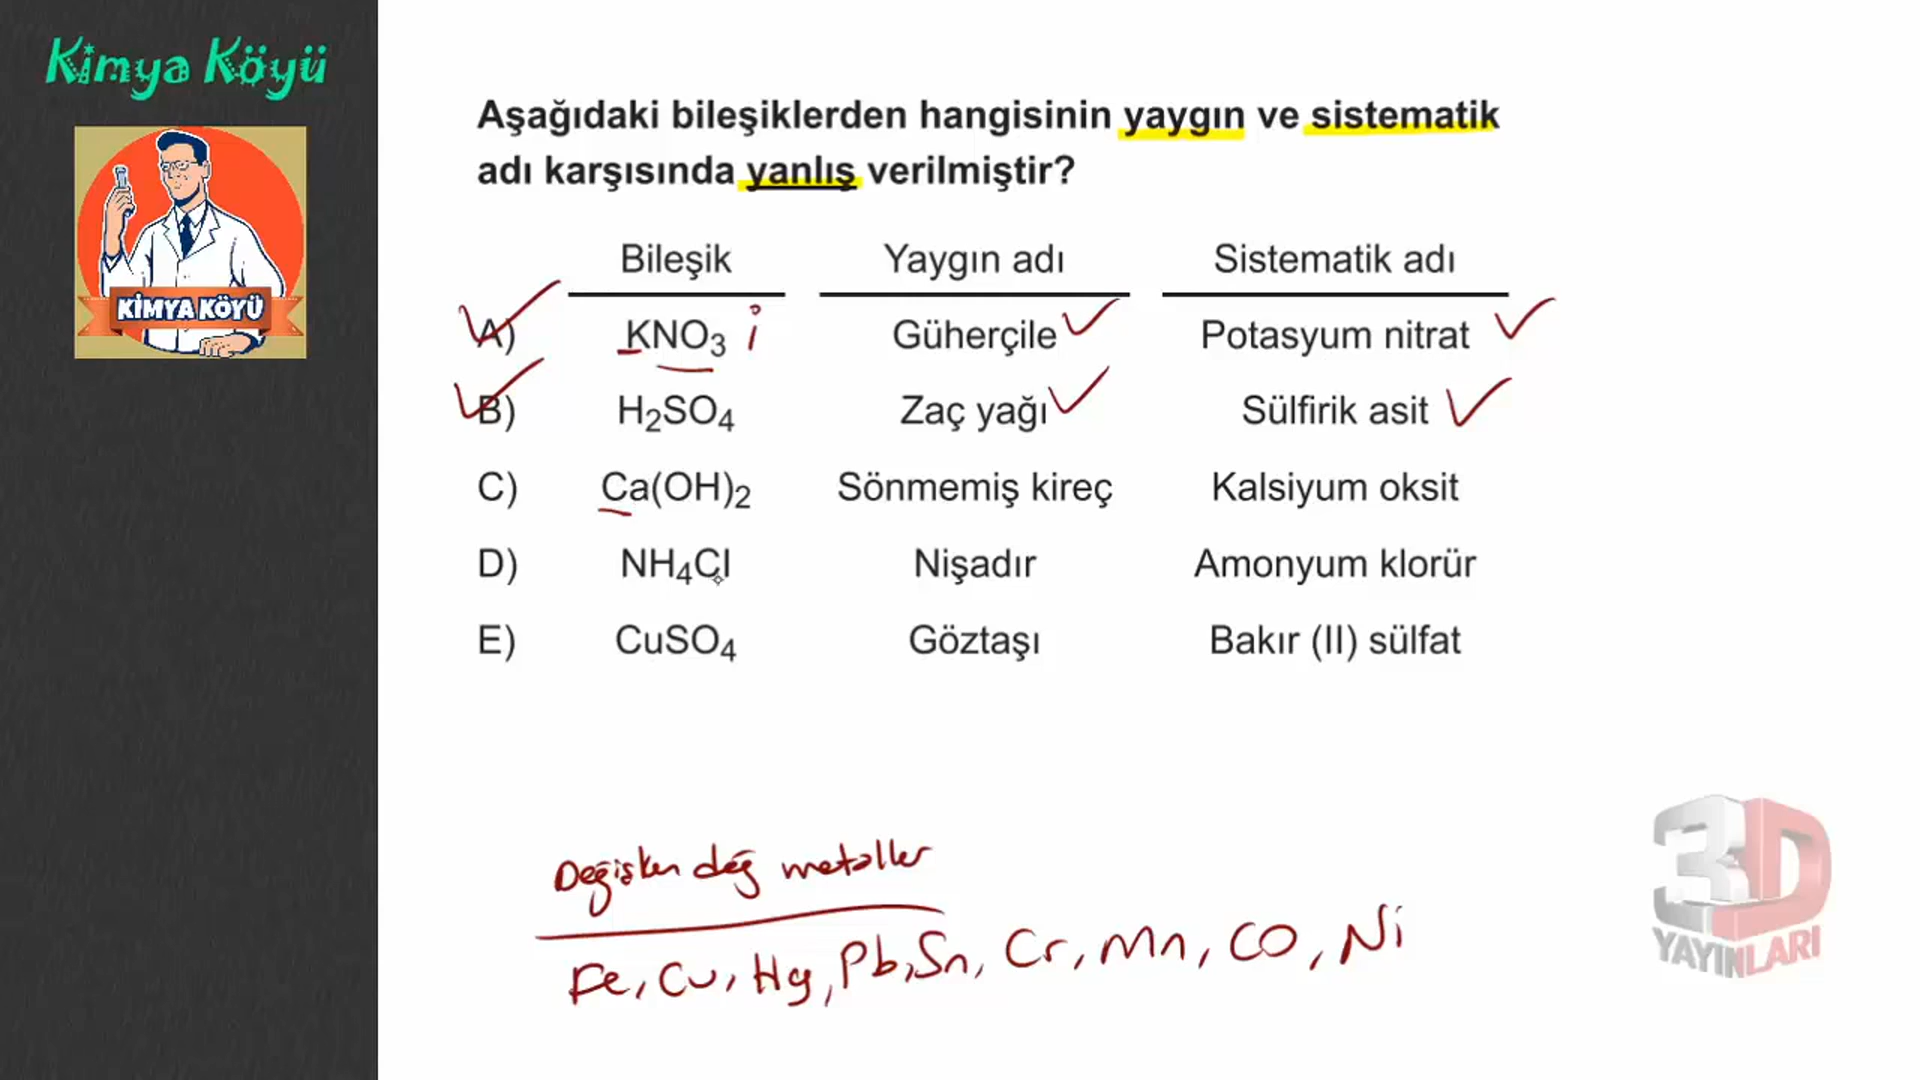 Kimya Köyü
KİMYA KÖYÜ
Aşağıdaki bileşiklerden hangisinin yaygın ve sistematik
adı karşısında yanlış verilmiştir?
Bileşik Yaygın adı Sistematik adı
A) KNO3 i Güherçile Potasyum nitrat
B) H2SO4 Zaç yağı Sülfirik asit
C) Ca(OH)2 Sönmemiş kireç Kalsiyum oksit
D) NH4Cl Nişadır Amonyum klorür
E) CuSO4 Göztaşı Bakır (II) sülfat
Değişken değ metaller
Fe, Cu, Hg, Pb, Sn, Cr, Mn, CO, Ni
3D
YAYINLARI